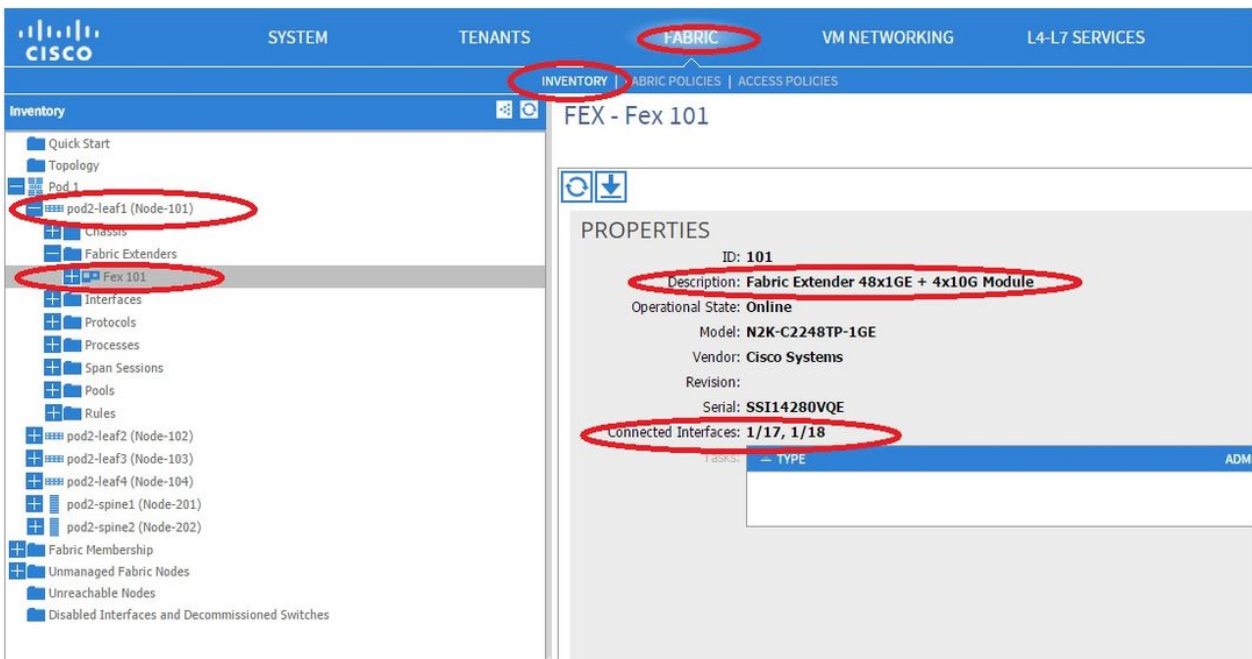 CISCO
SYSTEM TENANTS FABRIC VM NETWORKING L4-L7 SERVICES
INVENTORY | FABRIC POLICIES | ACCESS POLICIES
Inventory
Quick Start
Topology
Pod 1
pod2-leaf1 (Node-101)
Chassis
Fabric Extenders
Fex 101
Interfaces
Protocols
Processes
Span Sessions
Pools
Rules
pod2-leaf2 (Node-102)
pod2-leaf3 (Node-103)
pod2-leaf4 (Node-104)
pod2-spine1 (Node-201)
pod2-spine2 (Node-202)
Fabric Membership
Unmanaged Fabric Nodes
Unreachable Nodes
Disabled Interfaces and Decommissioned Switches
FEX - Fex 101
PROPERTIES
ID: 101
Description: Fabric Extender 48x1GE + 4x10G Module
Operational State: Online
Model: N2K-C2248TP-1GE
Vendor: Cisco Systems
Revision:
Serial: SSI14280VQE
Connected Interfaces: 1/17, 1/18
Tasks: TYPE ADM